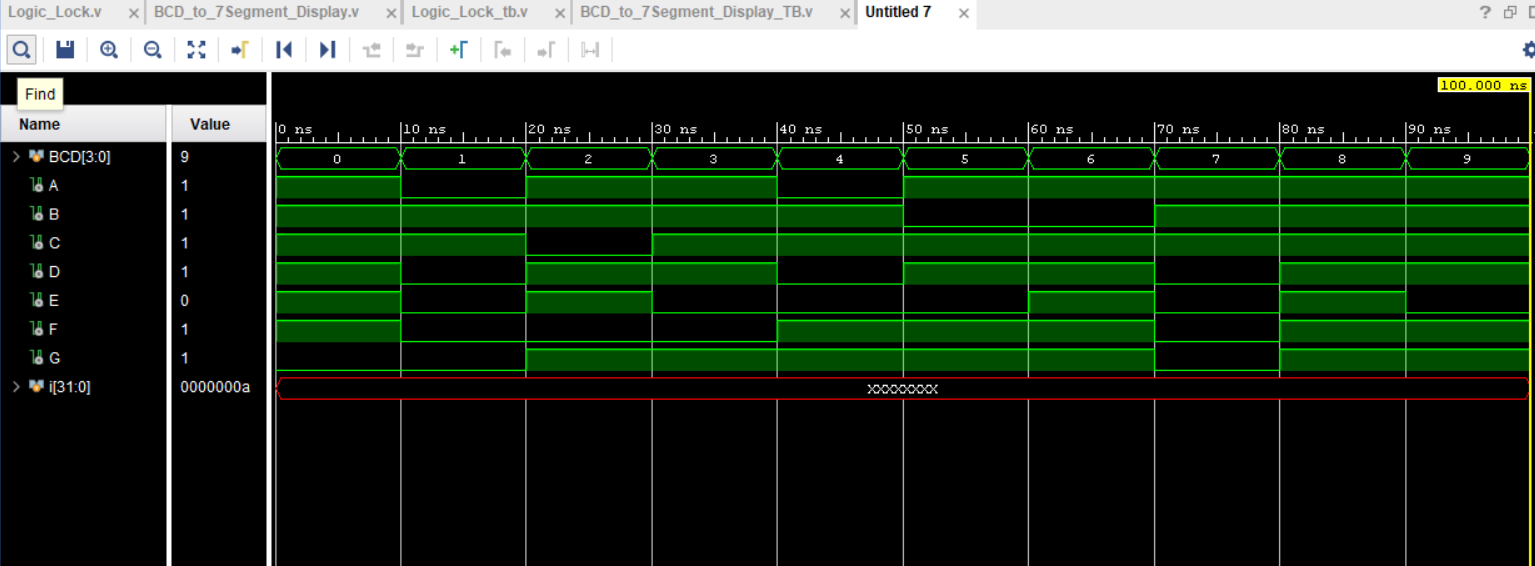 Logic_Lock.v × BCD_to_7Segment_Display.v × Logic_Lock_tb.v × BCD_to_7Segment_Display_TB.v × Untitled 7 ×
Find
100.000 ns
Name Value
0 ns 10 ns 20 ns 30 ns 40 ns 50 ns 60 ns 70 ns 80 ns 90 ns
BCD[3:0] 9 0 1 2 3 4 5 6 7 8 9
A 1
B 1
C 1
D 1
E 0
F 1
G 1
i[31:0] 0000000a XXXXXXXX